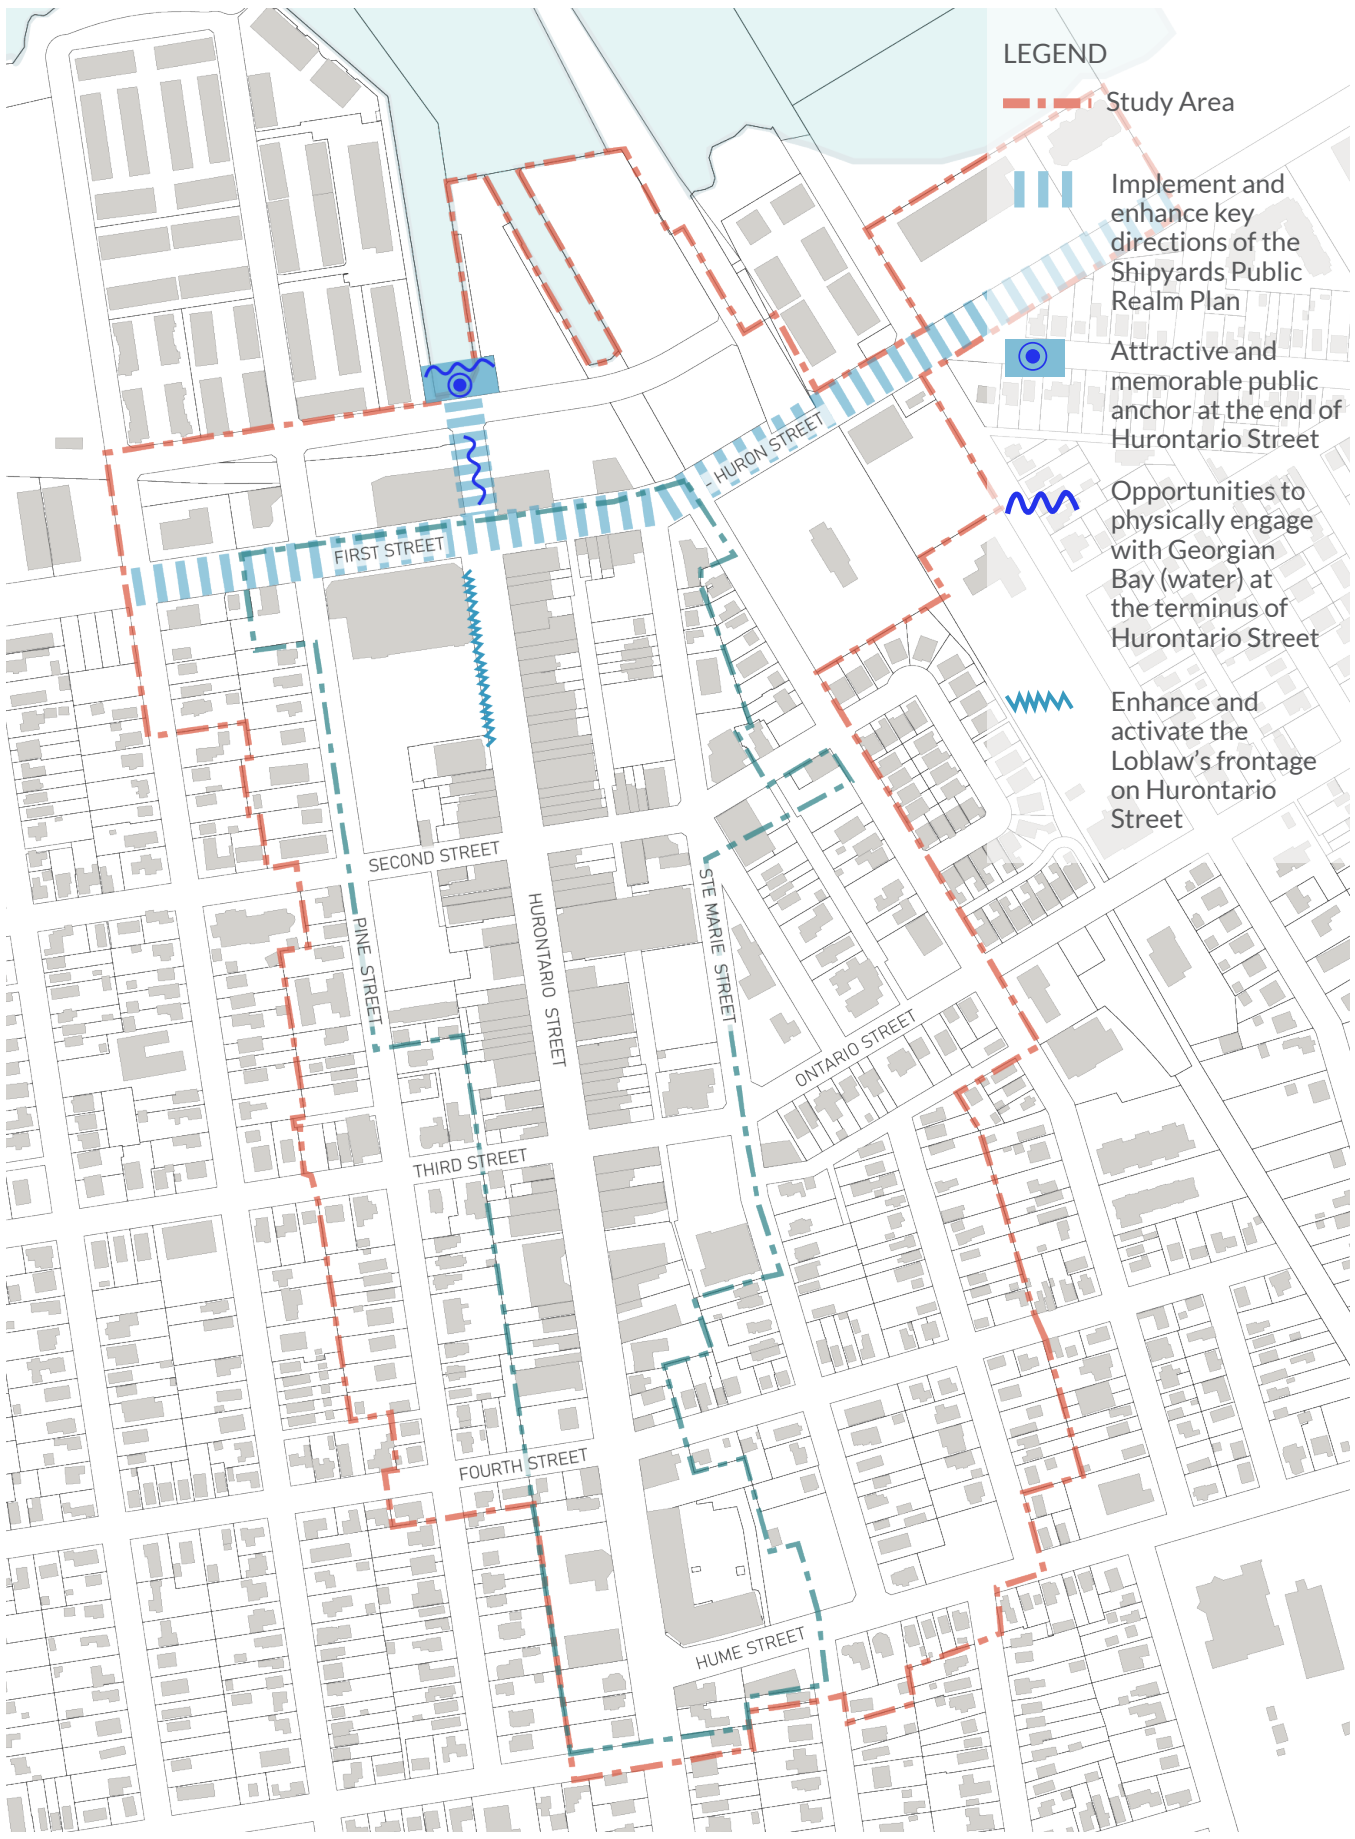 LEGEND
Study Area
Implement and
enhance key
directions of the
Shipyards Public
Realm Plan
Attractive and
memorable public
anchor at the end of
Hurontario Street
Opportunities to
physically engage
with Georgian
Bay (water) at
the terminus of
Hurontario Street
Enhance and
activate the
Loblaw's frontage
on Hurontario
Street
HURON STREET
FIRST STREET
SECOND STREET
PINE STREET
HURONTARIO STREET
STE MARIE STREET
ONTARIO STREET
THIRD STREET
FOURTH STREET
HUME STREET